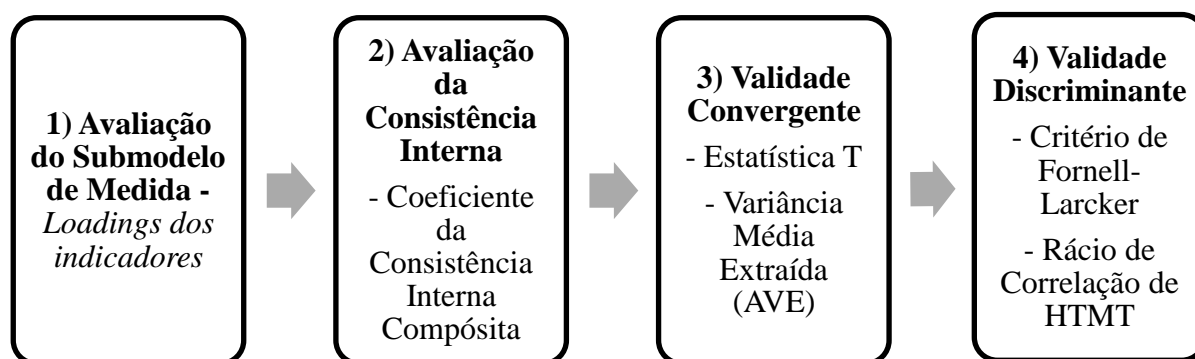 1) Avaliação
do Submodelo
de Medida -
Loadings dos
indicadores
2) Avaliação
da
Consistência
Interna
- Coeficiente
da
Consistência
Interna
Compósita
3) Validade
Convergente
- Estatística T
- Variância
Média
Extraída
(AVE)
4) Validade
Discriminante
- Critério de
Fornell-
Larcker
- Rácio de
Correlação de
HTMT